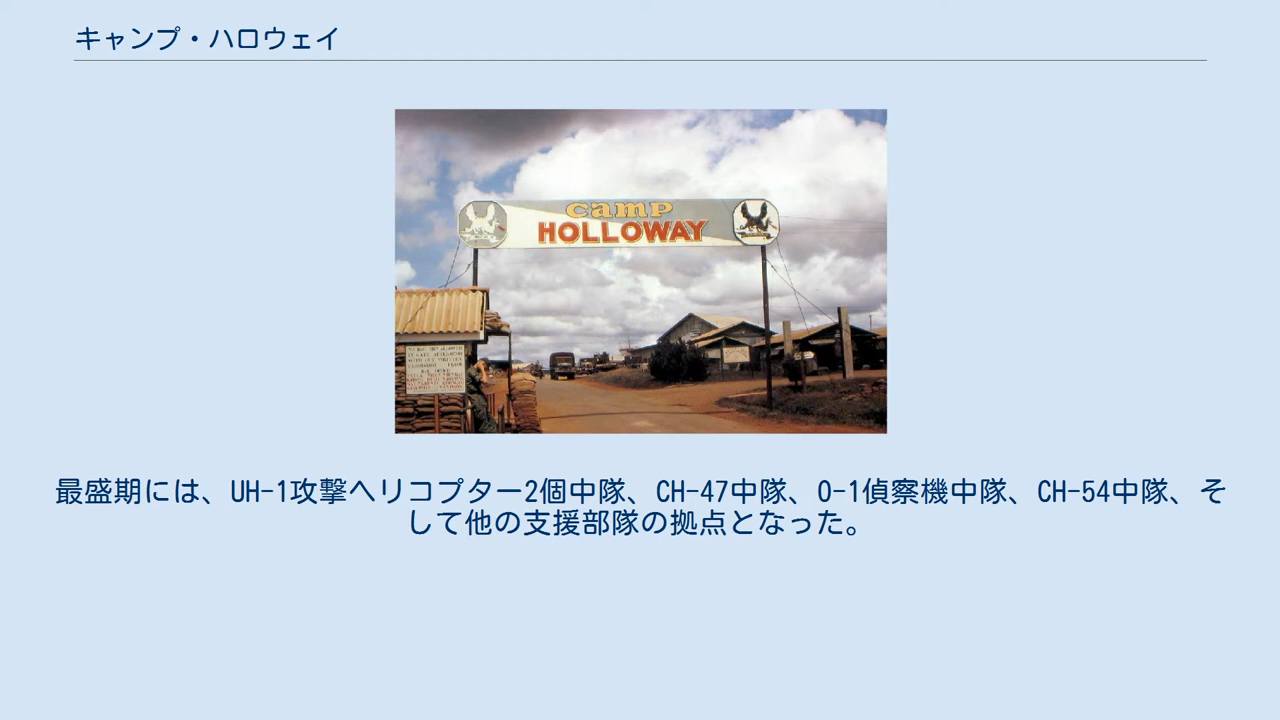 キャンプ・ハロウェイ
camp
HOLLOWAY
最盛期には、UH-1攻撃ヘリコプター2個中隊、CH-47中隊、O-1偵察機中隊、CH-54中隊、そ
して他の支援部隊の拠点となった。